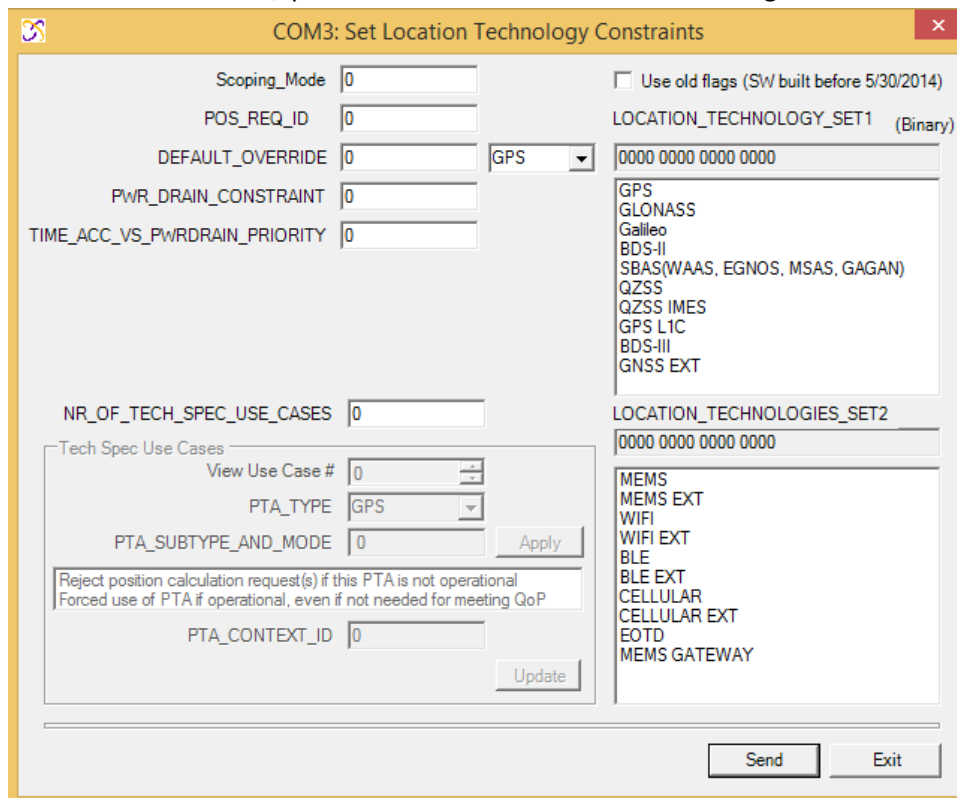 COM3: Set Location Technology Constraints
Scoping_Mode 0
Use old flags (SW built before 5/30/2014)
POS_REQ_ID 0
LOCATION_TECHNOLOGY_SET1 (Binary)
DEFAULT_OVERRIDE 0 GPS
0000 0000 0000 0000
PWR_DRAIN_CONSTRAINT 0
TIME_ACC_VS_PWRDRAIN_PRIORITY 0
GPS
GLONASS
Galileo
BDS-II
SBAS(WAAS, EGNOS, MSAS, GAGAN)
QZSS
QZSS IMES
GPS L1C
BDS-III
GNSS EXT
NR_OF_TECH_SPEC_USE_CASES 0
Tech Spec Use Cases
View Use Case # 0
PTA_TYPE GPS
PTA_SUBTYPE_AND_MODE 0 Apply
Reject position calculation request(s) if this PTA is not operational
Forced use of PTA if operational, even if not needed for meeting QoP
PTA_CONTEXT_ID 0
Update
LOCATION_TECHNOLOGIES_SET2
0000 0000 0000 0000
MEMS
MEMS EXT
WIFI
WIFI EXT
BLE
BLE EXT
CELLULAR
CELLULAR EXT
EOTD
MEMS GATEWAY
Send Exit